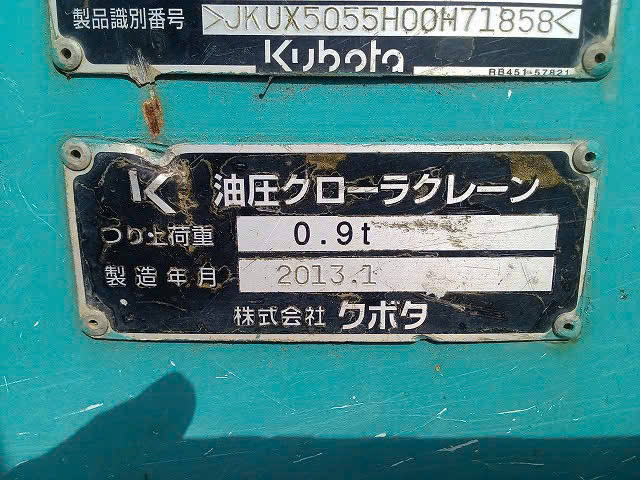 製品識別番号 >JKUX5055H00H71858<
Kubota
RB451-57821
油圧クローラクレーン
つり上荷重 0.9t
製造年月 2013.1
株式会社 クボタ